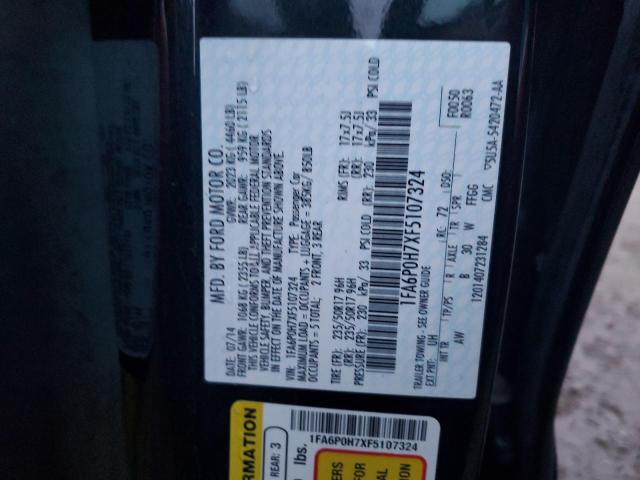 MFD. BY FORD MOTOR CO.
DATE: 07/14 GVWR: 2023 KG ( 4460 LB)
FRONT GAWR: 1068 KG ( 2355 LB) REAR GAWR: 959 KG ( 2115 LB)
THIS VEHICLE CONFORMS TO ALL APPLICABLE FEDERAL MOTOR
VEHICLE SAFETY, BUMPER, AND THEFT PREVENTION STANDARDS
IN EFFECT ON THE DATE OF MANUFACTURE SHOWN ABOVE.
VIN: 1FA6P0H7XF5107324 TYPE: Passenger Car
MAXIMUM LOAD= OCCUPANTS + LUGGAGE = 385KG/ 850LB
OCCUPANTS = 5 TOTAL: 2 FRONT, 3 REAR
TIRE (FR): 235/50R17 96H RIMS (FR): 17x7.5J
(RR): 235/50R17 96H (RR): 17x7.5J
PRESSURE (FR): 230 kPa/ 33 PSI COLD (RR): 230 kPa/ 33 PSI COLD
1FA6P0H7XF5107324
TRAILER TOWING - SEE OWNER GUIDE F0050
R0063
EXT PNT: UH RC: 72 DSO:
INT TR TP/PS R AXLE TR SPR
AW B 30 W FFGG
1201407231284 CMC
5U5A-5420472-AA
FORMATION
REAR: 3
lbs.
1FA6P0H7XF5107324